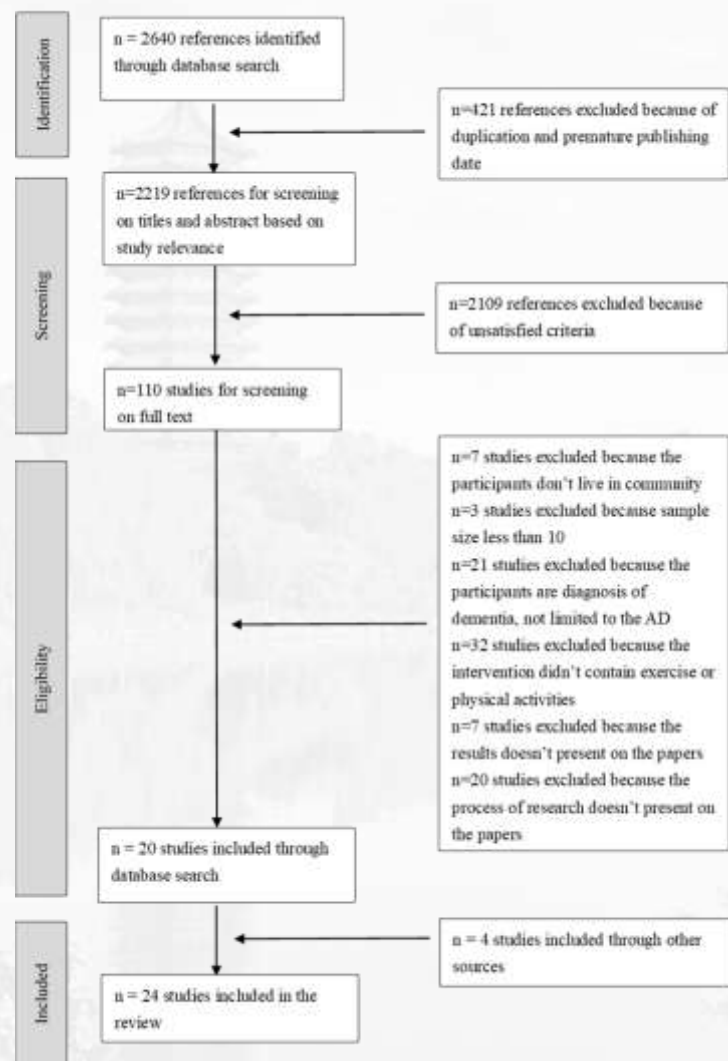 Identification
n = 2640 references identified
through database search
n=421 references excluded because of
duplication and premature publishing
date
Screening
n=2219 references for screening
on titles and abstract based on
study relevance
n=2109 references excluded because
of unsatisfied criteria
n=110 studies for screening
on full text
Eligibility
n=7 studies excluded because the
participants don't live in community
n=3 studies excluded because sample
size less than 10
n=21 studies excluded because the
participants are diagnosis of
dementia, not limited to the AD
n=32 studies excluded because the
intervention didn't contain exercise or
physical activities
n=7 studies excluded because the
results doesn't present on the papers
n=20 studies excluded because the
process of research doesn't present on
the papers
n = 20 studies included through
database search
Included
n = 4 studies included through other
sources
n = 24 studies included in the
review